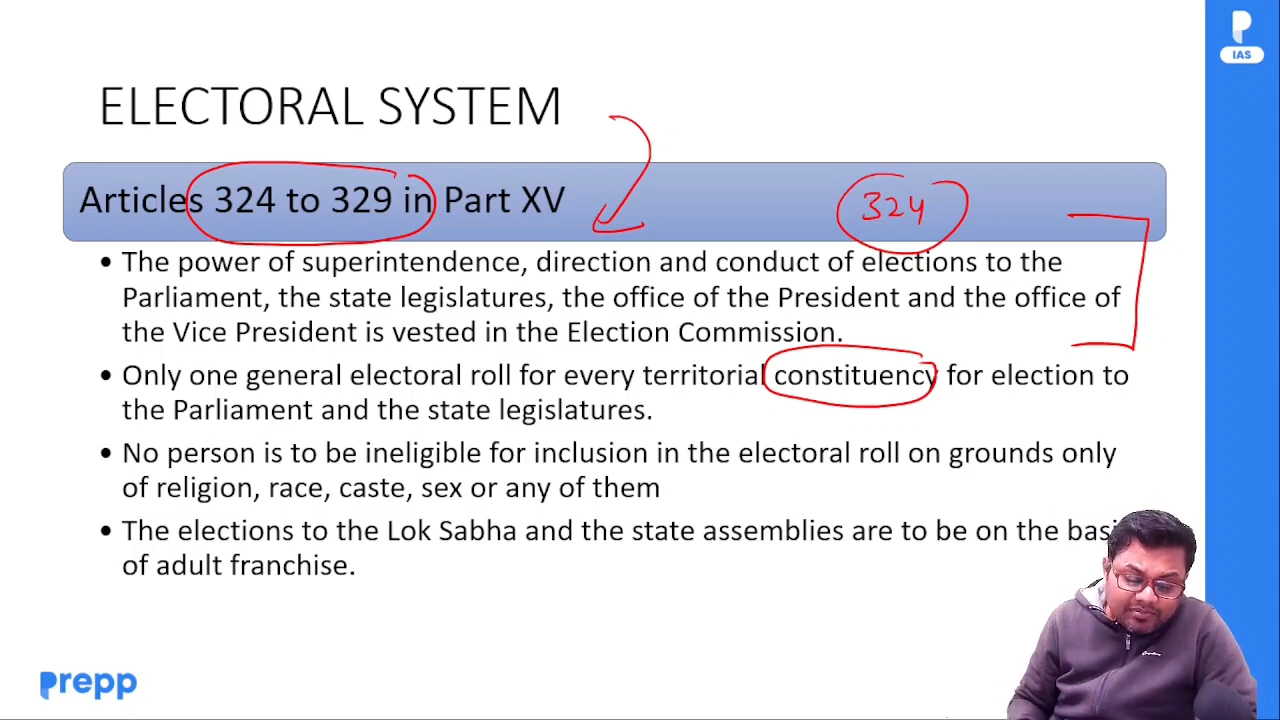 IAS
ELECTORAL SYSTEM
Articles 324 to 329 in Part XV
324
• The power of superintendence, direction and conduct of elections to the
Parliament, the state legislatures, the office of the President and the office of
the Vice President is vested in the Election Commission.
• Only one general electoral roll for every territorial constituency for election to
the Parliament and the state legislatures.
• No person is to be ineligible for inclusion in the electoral roll on grounds only
of religion, race, caste, sex or any of them
• The elections to the Lok Sabha and the state assemblies are to be on the basi
of adult franchise.
prepp